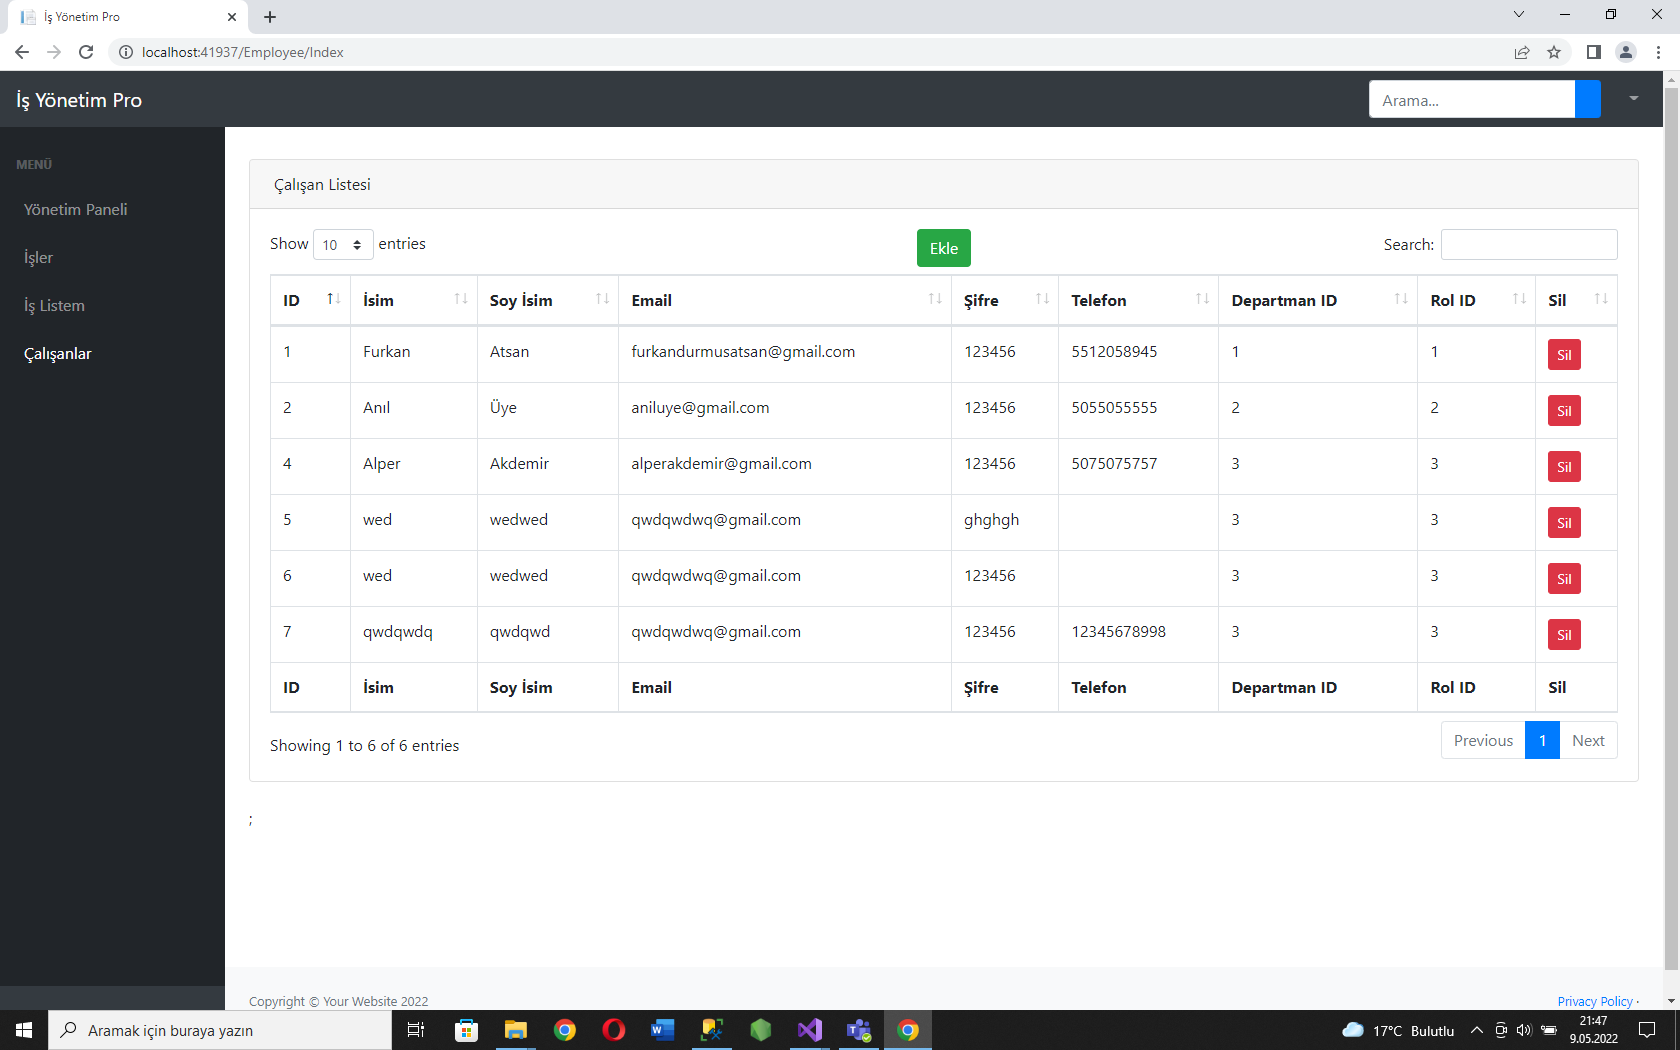 İş Yönetim Pro
localhost:41937/Employee/Index
İş Yönetim Pro
Arama...
MENÜ
Yönetim Paneli
İşler
İş Listem
Çalışanlar
Çalışan Listesi
Show 10 entries
Ekle
Search:
ID İsim Soy İsim Email Şifre Telefon Departman ID Rol ID Sil
1 Furkan Atsan furkandurmusatsan@gmail.com 123456 5512058945 1 1 Sil
2 Anıl Üye aniluye@gmail.com 123456 5055055555 2 2 Sil
4 Alper Akdemir alperakdemir@gmail.com 123456 5075075757 3 3 Sil
5 wed wedwed qwdqwdwq@gmail.com ghghgh 3 3 Sil
6 wed wedwed qwdqwdwq@gmail.com 123456 3 3 Sil
7 qwdqwdq qwdqwd qwdqwdwq@gmail.com 123456 12345678998 3 3 Sil
ID İsim Soy İsim Email Şifre Telefon Departman ID Rol ID Sil
Showing 1 to 6 of 6 entries
Previous 1 Next
;
Copyright © Your Website 2022
Privacy Policy ·
Aramak için buraya yazın
17°C Bulutlu
21:47
9.05.2022